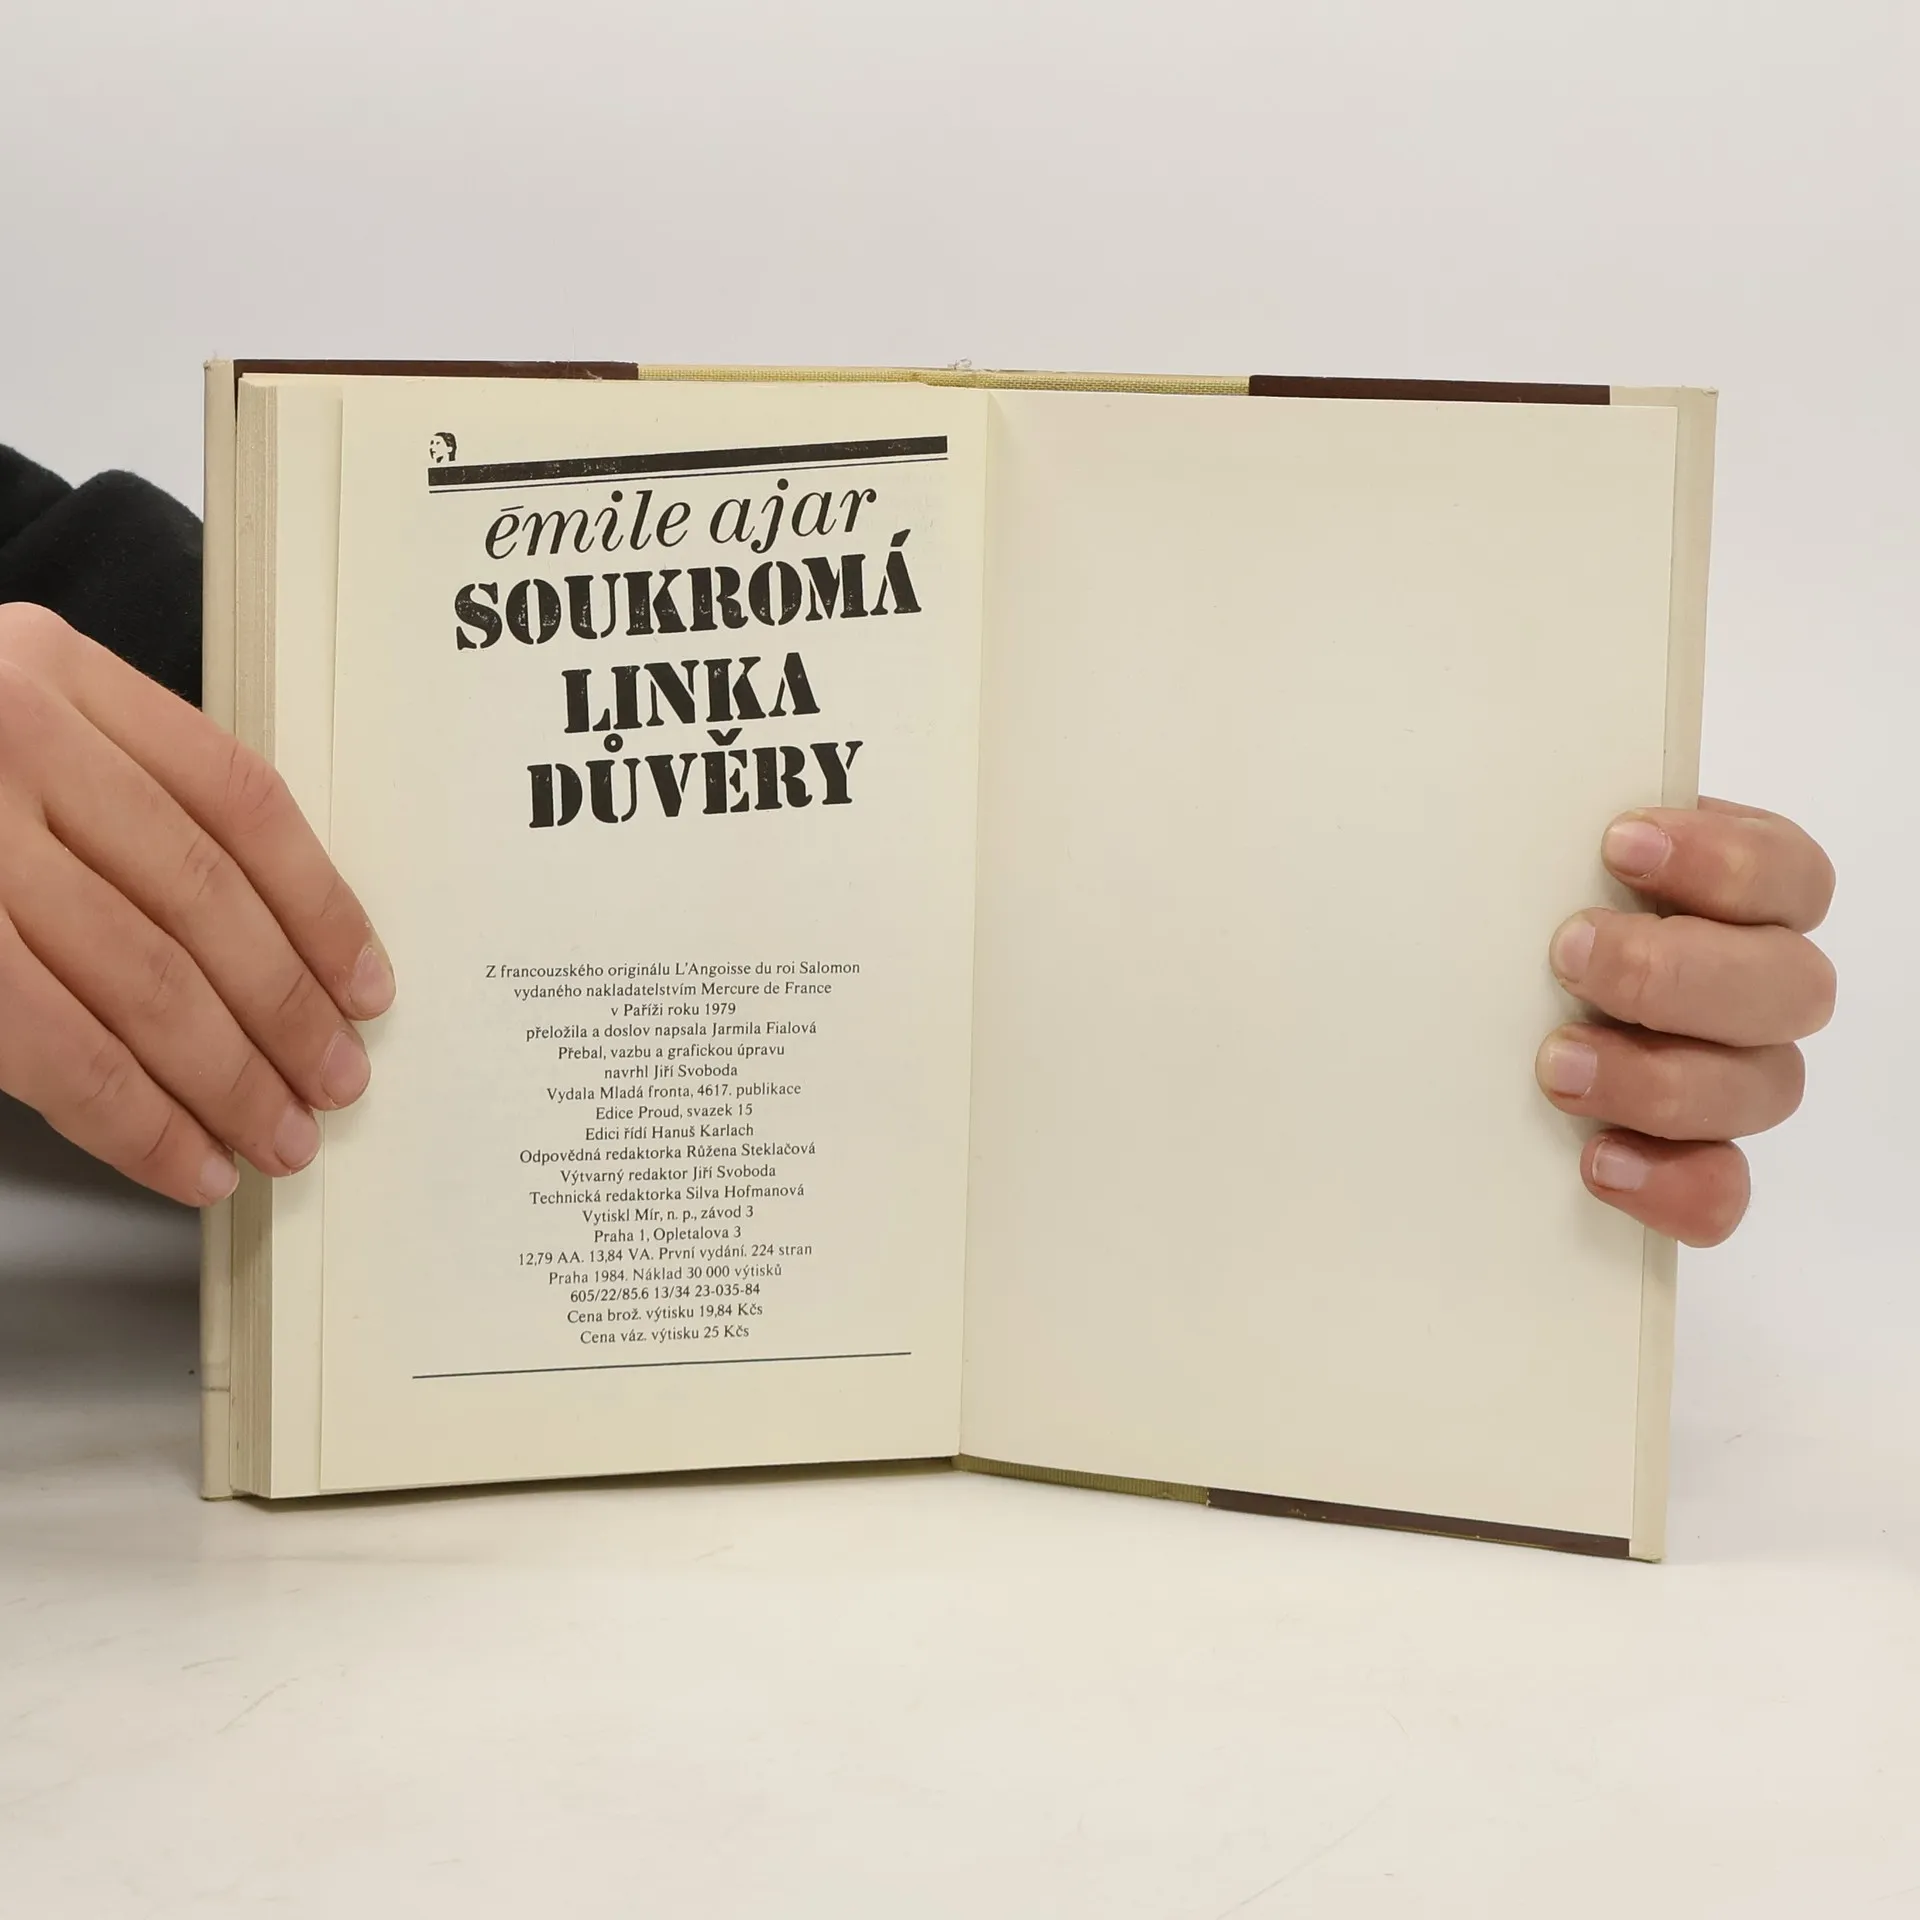 ēmile ajar
SOUKROMÁ
LINKA
DŮVĚRY
Z francouzského originálu L'Angoisse du roi Salomon
vydaného nakladatelstvím Mercure de France
v Paříži roku 1979
přeložila a doslov napsala Jarmila Fialová
Přebal, vazbu a grafickou úpravu
navrhl Jiří Svoboda
Vydala Mladá fronta, 4617. publikace
Edice Proud, svazek 15
Edici řídí Hanuš Karlach
Odpovědná redaktorka Růžena Steklačová
Výtvarný redaktor Jiří Svoboda
Technická redaktorka Silva Hofmanová
Vytiskl Mír, n. p., závod 3
Praha 1, Opletalova 3
12,79 AA. 13,84 VA. První vydání. 224 stran
Praha 1984. Náklad 30 000 výtisků
605/22/85.6 13/34 23-035-84
Cena brož. výtisku 19,84 Kčs
Cena váz. výtisku 25 Kčs